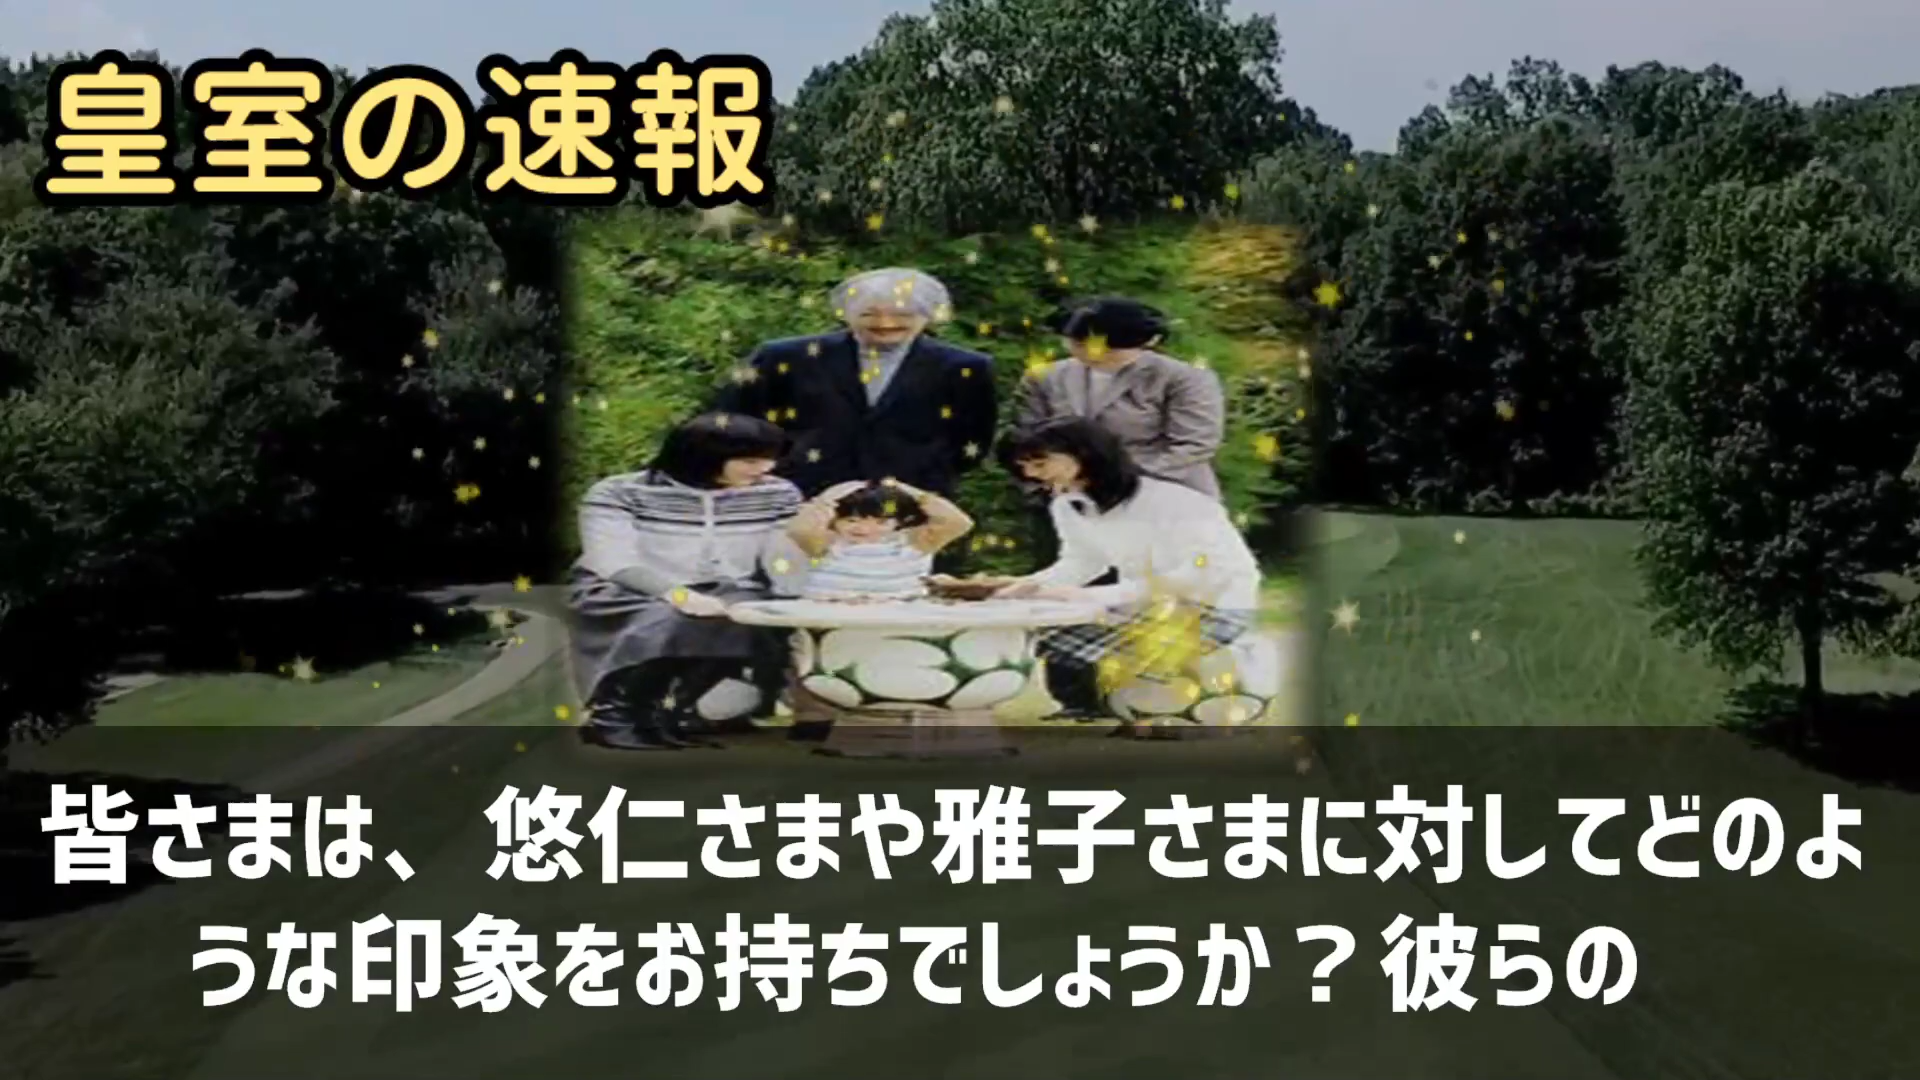 皇室の速報
皆さまは、悠仁さまや雅子さまに対してどのよ
うな印象をお持ちでしょうか？彼らの